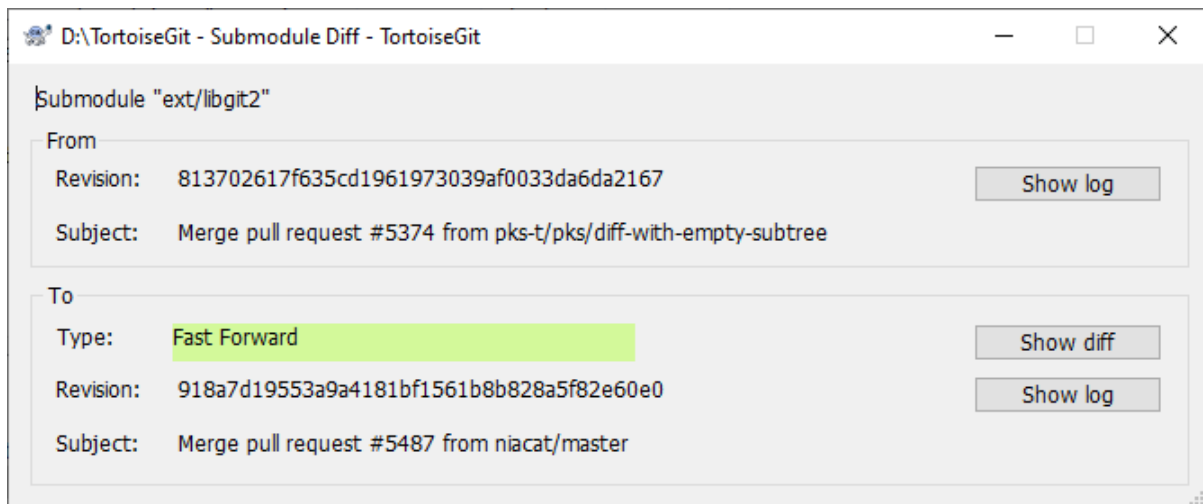 D:\TortoiseGit - Submodule Diff - TortoiseGit
Submodule "ext/libgit2"
From
Revision: 813702617f635cd1961973039af0033da6da2167 Show log
Subject: Merge pull request #5374 from pks-t/pks/diff-with-empty-subtree
To
Type: Fast Forward Show diff
Revision: 918a7d19553a9a4181bf1561b8b828a5f82e60e0 Show log
Subject: Merge pull request #5487 from niacat/master